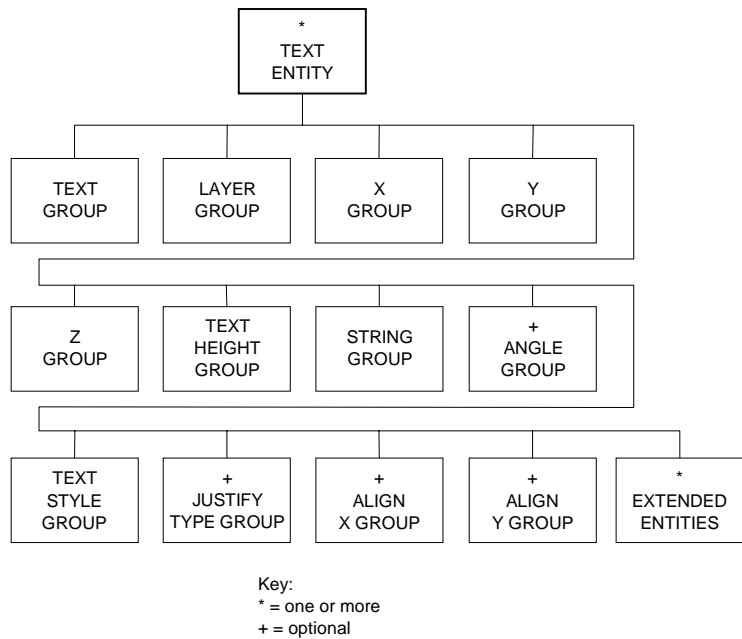 *
TEXT
ENTITY
TEXT
GROUP
LAYER
GROUP
X
GROUP
Y
GROUP
Z
GROUP
TEXT
HEIGHT
GROUP
STRING
GROUP
+
ANGLE
GROUP
TEXT
STYLE
GROUP
+
JUSTIFY
TYPE GROUP
+
ALIGN
X GROUP
+
ALIGN
Y GROUP
*
EXTENDED
ENTITIES
Key:
* = one or more
+ = optional